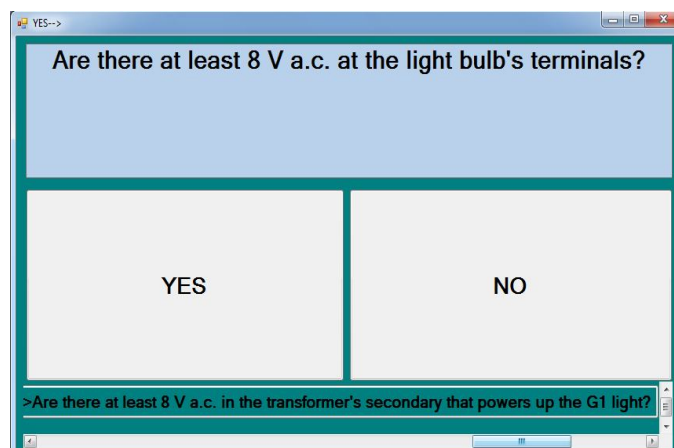 YES-->
Are there at least 8 V a.c. at the light bulb's terminals?
YES
NO
>Are there at least 8 V a.c. in the transformer's secondary that powers up the G1 light?